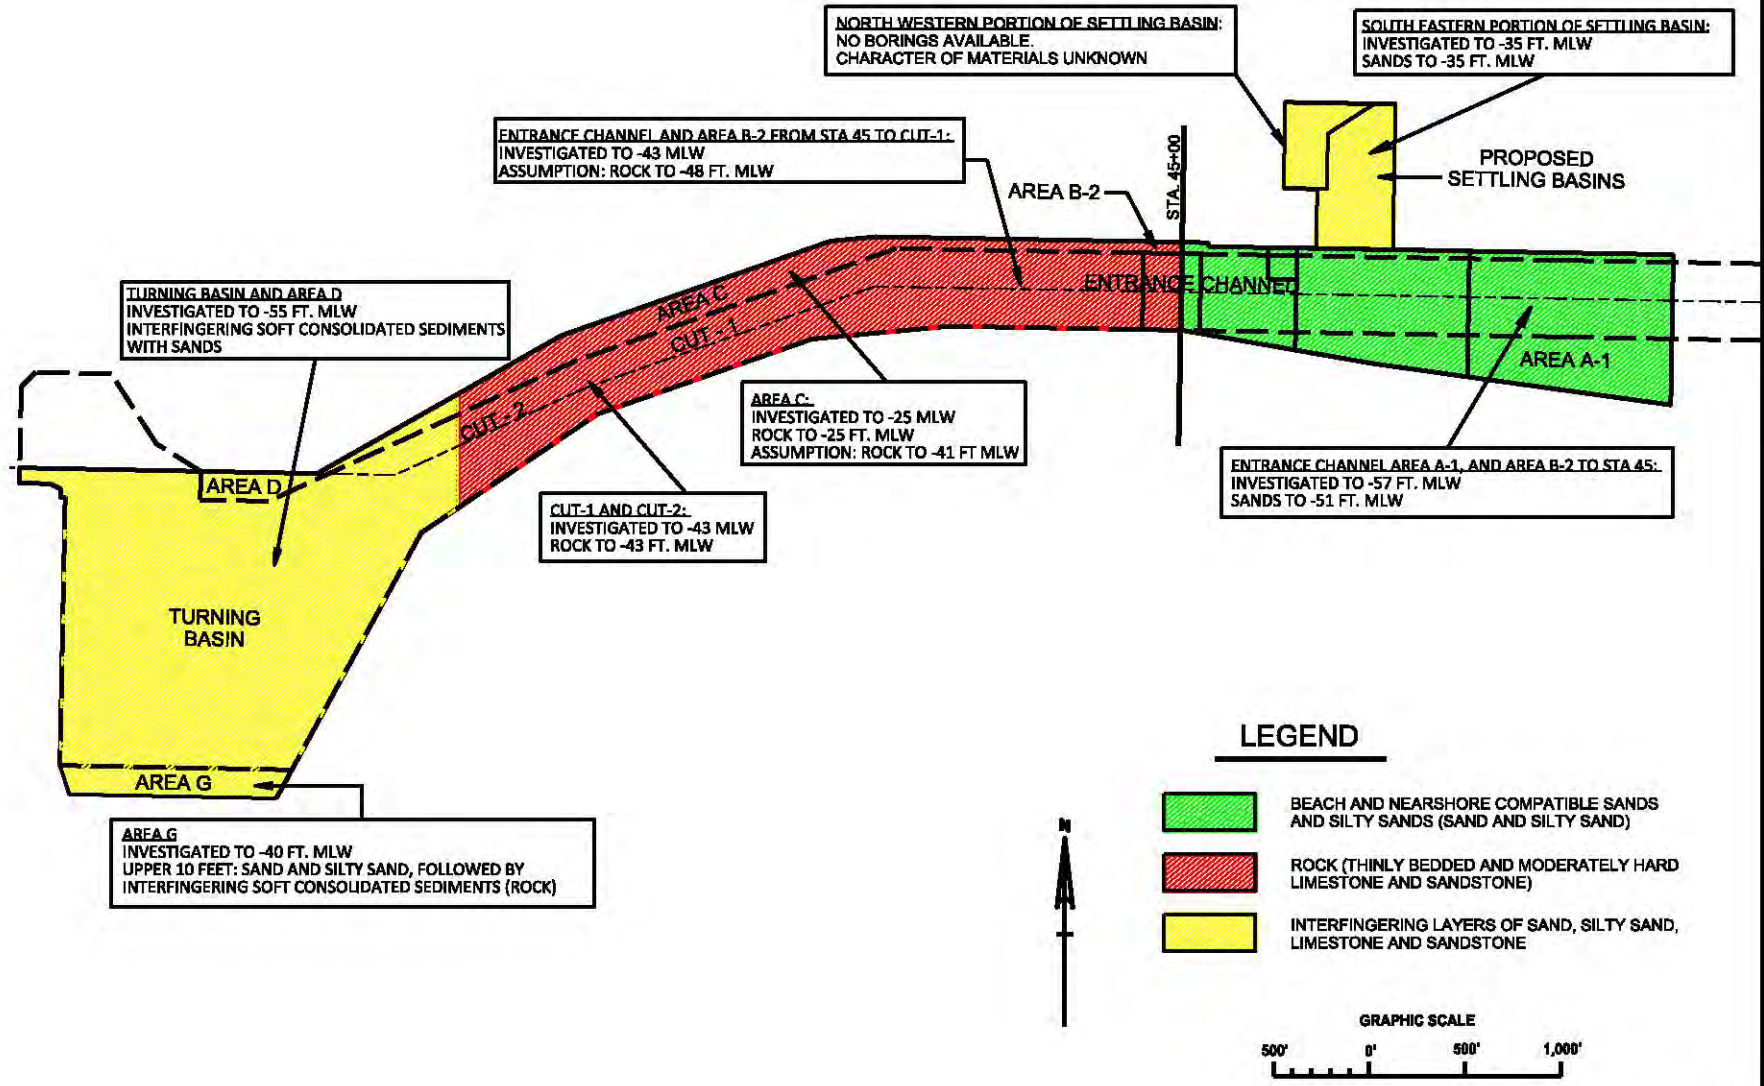 NORTH WESTERN PORTION OF SETTLING BASIN:
NO BORINGS AVAILABLE.
CHARACTER OF MATERIALS UNKNOWN
SOUTH EASTERN PORTION OF SETTLING BASIN:
INVESTIGATED TO -35 FT. MLW
SANDS TO -35 FT. MLW
ENTRANCE CHANNEL AND AREA B-2 FROM STA 45 TO CUT-1:
INVESTIGATED TO -43 MLW
ASSUMPTION: ROCK TO -48 FT. MLW
STA. 45+00
PROPOSED
SETTLING BASINS
AREA B-2
TURNING BASIN AND AREA D
INVESTIGATED TO -55 FT. MLW
INTERFINGERING SOFT CONSOLIDATED SEDIMENTS
WITH SANDS
AREA C
CUT - 1
ENTRANCE CHANNEL
AREA A-1
CUT - 2
AREA C:
INVESTIGATED TO -25 MLW
ROCK TO -25 FT. MLW
ASSUMPTION: ROCK TO -41 FT MLW
ENTRANCE CHANNEL AREA A-1, AND AREA B-2 TO STA 45:
INVESTIGATED TO -57 FT. MLW
SANDS TO -51 FT. MLW
AREA D
CUT-1 AND CUT-2:
INVESTIGATED TO -43 MLW
ROCK TO -43 FT. MLW
TURNING
BASIN
AREA G
AREA G
INVESTIGATED TO -40 FT. MLW
UPPER 10 FEET: SAND AND SILTY SAND, FOLLOWED BY
INTERFINGERING SOFT CONSOLIDATED SEDIMENTS (ROCK)
LEGEND
BEACH AND NEARSHORE COMPATIBLE SANDS
AND SILTY SANDS (SAND AND SILTY SAND)
ROCK (THINLY BEDDED AND MODERATELY HARD
LIMESTONE AND SANDSTONE)
INTERFINGERING LAYERS OF SAND, SILTY SAND,
LIMESTONE AND SANDSTONE
N
GRAPHIC SCALE
500' 0' 500' 1,000'